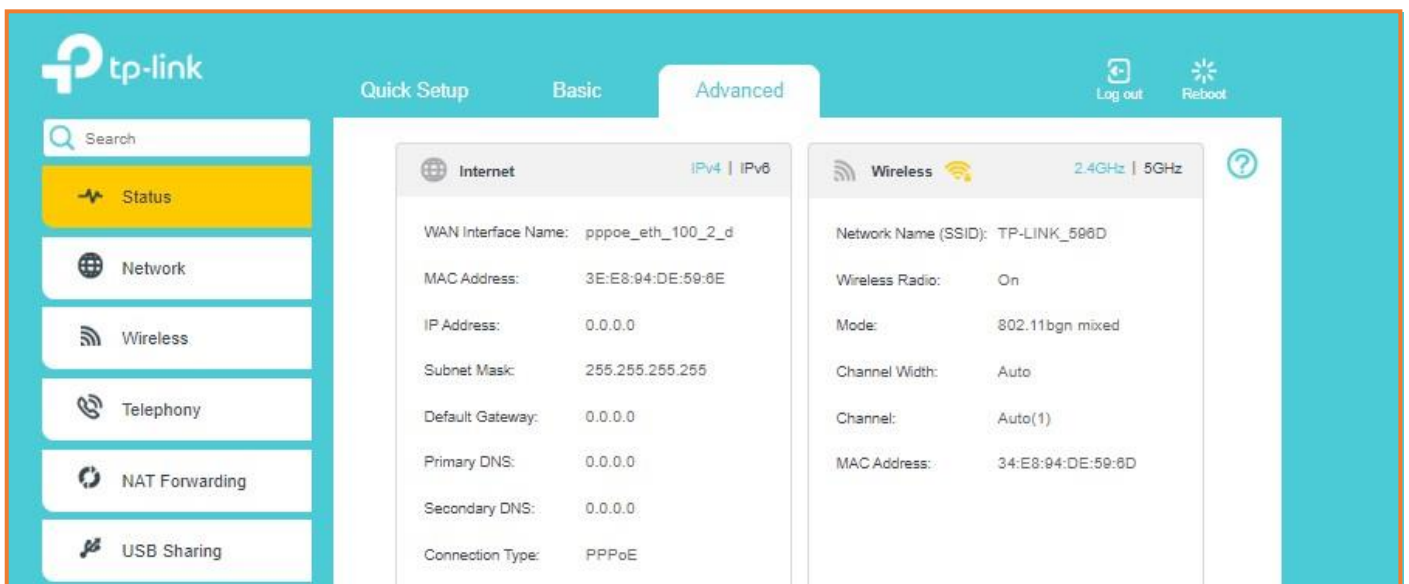 tp-link
Quick Setup Basic Advanced
Log out Reboot
Search
Status
Network
Wireless
Telephony
NAT Forwarding
USB Sharing
Internet IPv4 | IPv6
WAN Interface Name: pppoe_eth_100_2_d
MAC Address: 3E:E8:94:DE:59:6E
IP Address: 0.0.0.0
Subnet Mask: 255.255.255.255
Default Gateway: 0.0.0.0
Primary DNS: 0.0.0.0
Secondary DNS: 0.0.0.0
Connection Type: PPPoE
Wireless 2.4GHz | 5GHz
Network Name (SSID): TP-LINK_596D
Wireless Radio: On
Mode: 802.11bgn mixed
Channel Width: Auto
Channel: Auto(1)
MAC Address: 34:E8:94:DE:59:6D